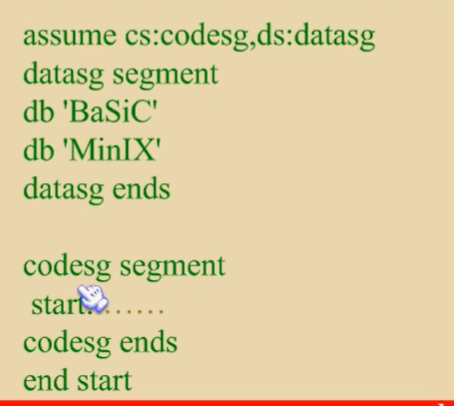 assume cs:codesg,ds:datasg
datasg segment
db 'BaSiC'
db 'MinIX'
datasg ends
codesg segment
start:......
codesg ends
end start